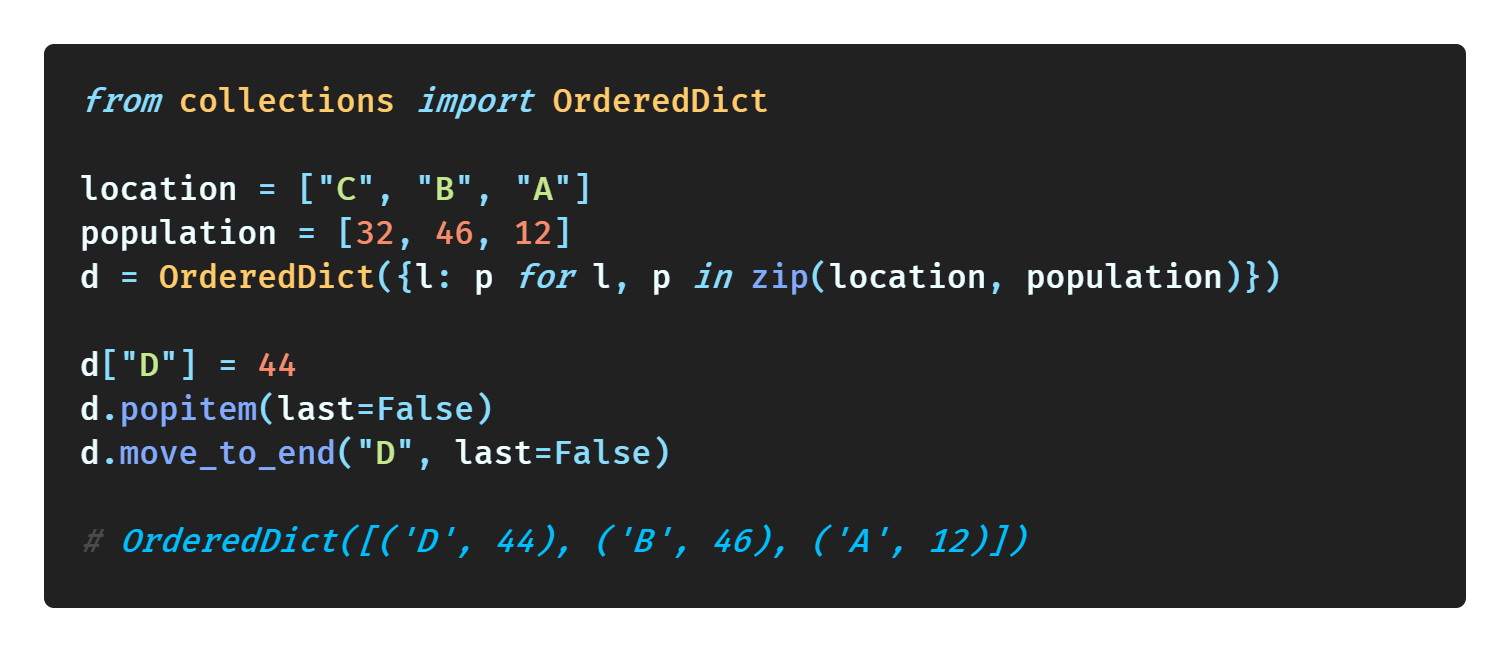 from collections import OrderedDict
location = ["C", "B", "A"]
population = [32, 46, 12]
d = OrderedDict({l: p for l, p in zip(location, population)})
d["D"] = 44
d.popitem(last=False)
d.move_to_end("D", last=False)
# OrderedDict([('D', 44), ('B', 46), ('A', 12)])